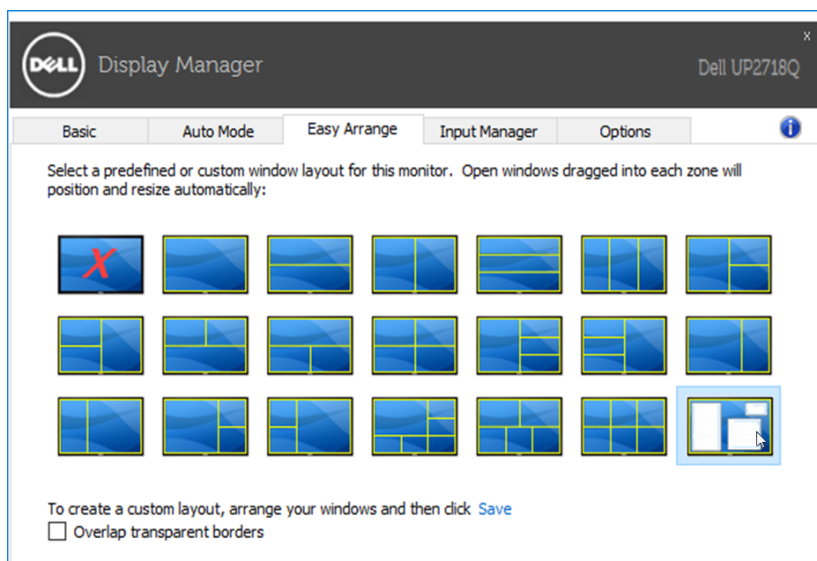 x
DELL Display Manager Dell UP2718Q
Basic Auto Mode Easy Arrange Input Manager Options i
Select a predefined or custom window layout for this monitor. Open windows dragged into each zone will
position and resize automatically:
X
To create a custom layout, arrange your windows and then click Save
Overlap transparent borders